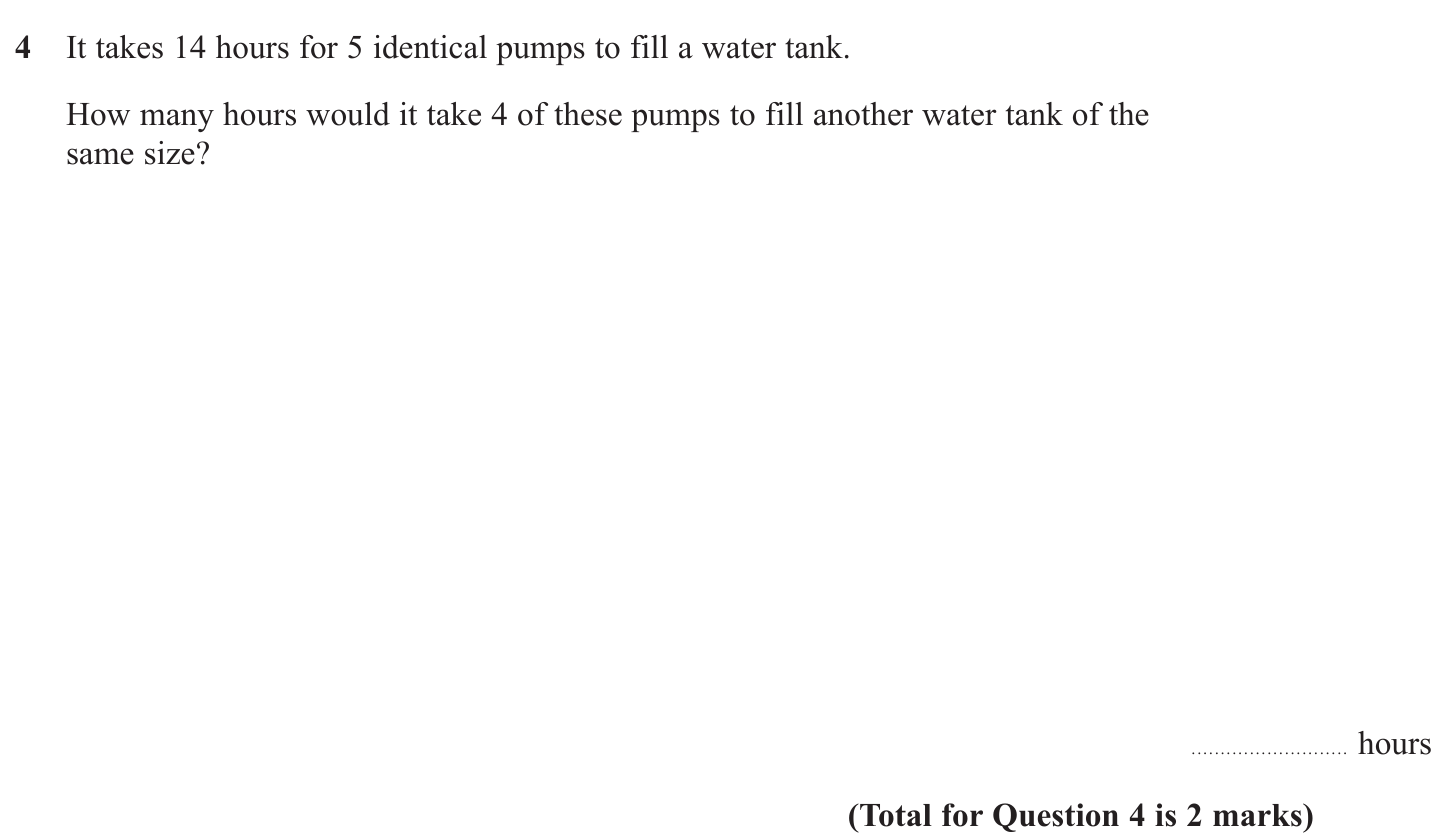 4 It takes 14 hours for 5 identical pumps to fill a water tank.
How many hours would it take 4 of these pumps to fill another water tank of the
same size?
........................... hours
(Total for Question 4 is 2 marks)